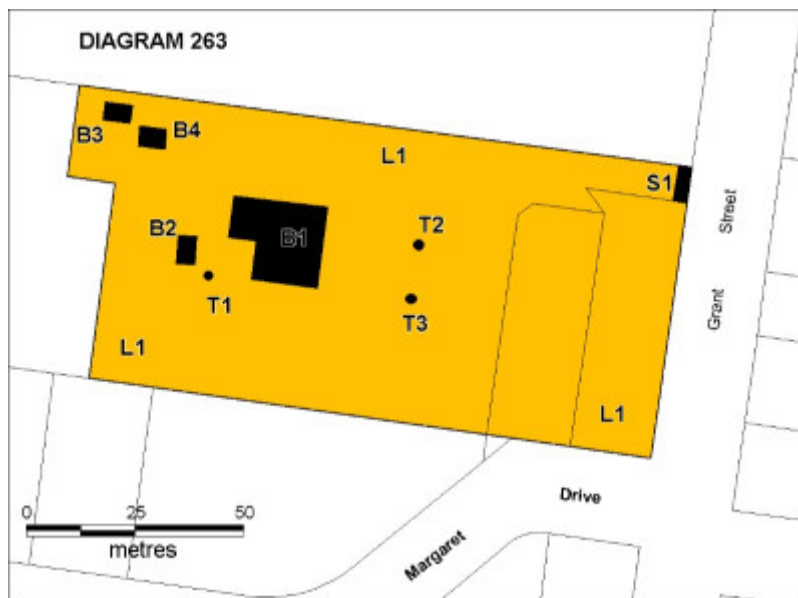 DIAGRAM 263
B3
B4
L1
S1
Street
B2
B1
T2
T1
T3
Grant
L1
L1
0 25 50
metres
Drive
Margaret